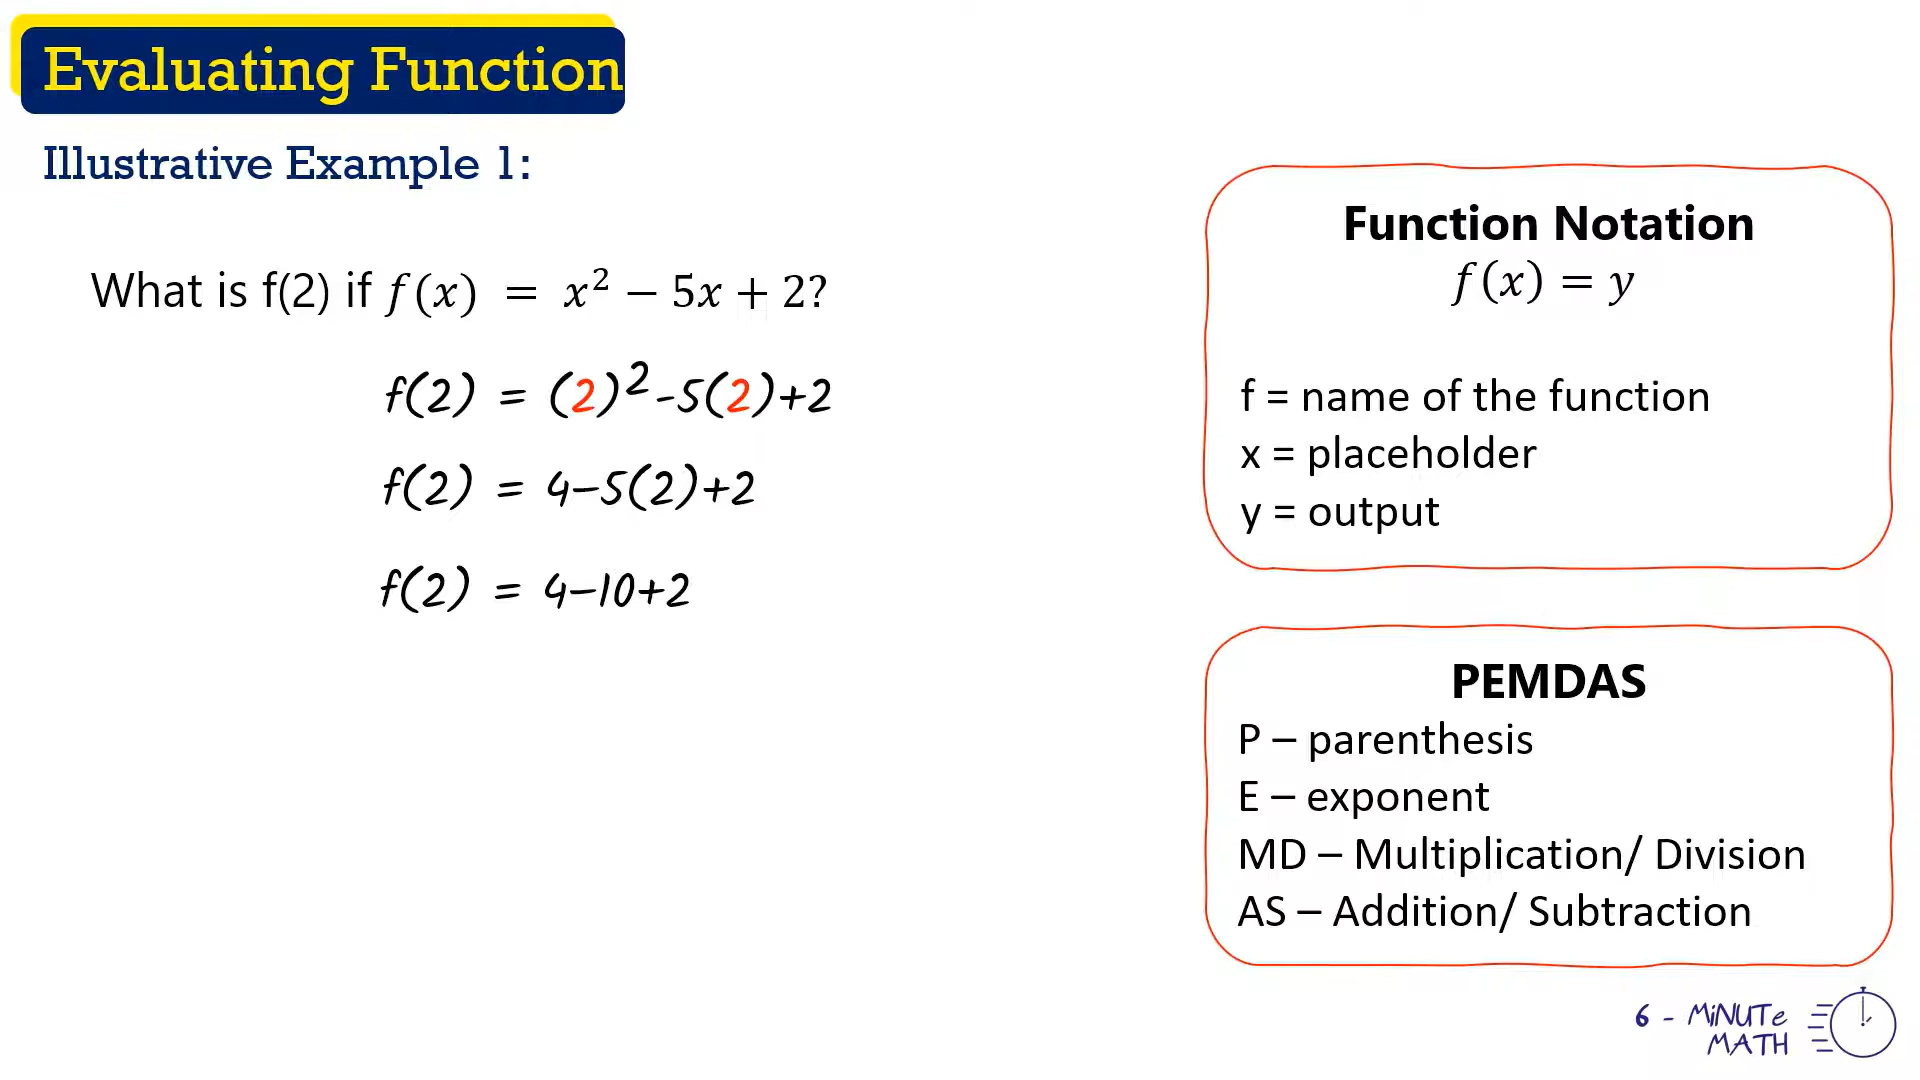 Evaluating Function
Illustrative Example 1:
What is f(2) if f(x) = x² − 5x + 2?
f(2) = (2)² -5(2)+2
f(2) = 4–5(2)+2
f(2) = 4–10+2
Function Notation
f(x) = y
f = name of the function
x = placeholder
y = output
PEMDAS
P – parenthesis
E – exponent
MD – Multiplication/ Division
AS – Addition/ Subtraction
6 - MiNUTe
MATH